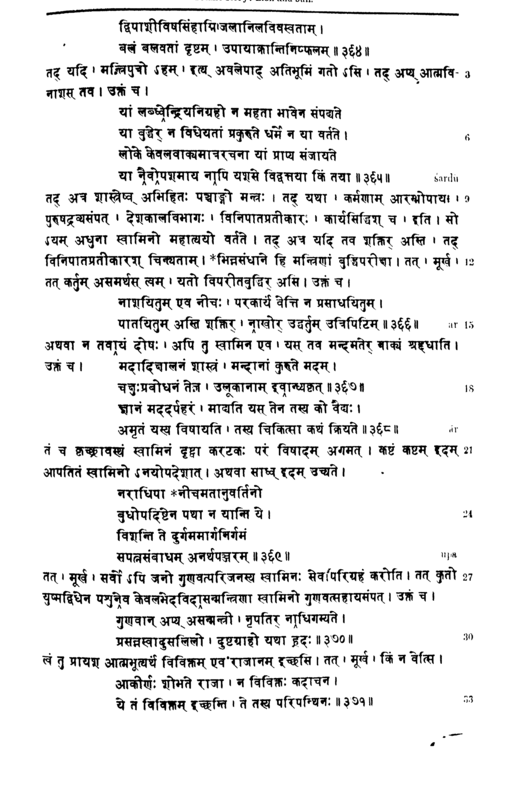 द्विपाशीविषसिंहाग्निजलानिलविवस्वताम् ।
बलं बलवतां दृष्टम् । उपायाक्रान्तिनिष्फलम् ॥ ३६४ ॥
तद् यदि । मन्त्रिपुत्रो ऽहम् । इत्य् अवलेपाद् अतिभूमिं गतो ऽसि । तद् अप्य् आत्मवि- 3
नाशस् तव । उक्तं च ।
यां लब्ध्वेन्द्रियनिग्रहो न महता भावेन संपद्यते
या बुद्धेर् न विधेयतां प्रकुरुते धर्मे न या वर्तते । 6
लोके केवलवाक्यमात्ररचना यां प्राप्य संजायते
या नैवोपशमाय नापि यशसे विद्वत्तया किं तया ॥ ३६५ ॥ śardu
तद् अत्र शास्त्रेष्व् अभिहितः पञ्चाङ्गो मन्त्रः । तद् यथा । कर्मणाम् आरम्भोपायः । 9
पुरुषद्रव्यसंपत् । देशकालविभागः । विनिपातप्रतीकारः । कार्यसिद्धिश् च । इति । सो
ऽयम् अधुना स्वामिनो महात्ययो वर्तते । तद् अत्र यदि तव शक्तिर् अस्ति । तद्
विनिपातप्रतीकारश् चिन्त्यताम् । *भिन्नसंधाने हि मन्त्रिणां बुद्धिपरीक्षा । तत् । मूर्ख । 12
तत् कर्तुम् असमर्थस् त्वम् । यतो विपरीतबुद्धिर् असि । उक्तं च ।
नाशयितुम् एव नीचः । परकार्यं वेत्ति न प्रसाधयितुम् ।
पातयितुम् अस्ति शक्तिर् । नाखोर् उद्धर्तुम् उत्रिपिटिम् ॥ ३६६ ॥ ar 15
अथवा न तवायं दोषः । अपि तु स्वामिन एव । यस् तव मन्दमतेर् वाक्यं श्रद्दधाति ।
उक्तं च । मदादिक्षालनं शास्त्रं । मन्दानां कुरुते मदम् ।
चक्षुःप्रबोधनं तेज । उलूकानाम् इवान्ध्यकृत् ॥ ३६७ ॥ 18
ज्ञानं मददर्पहरं । माद्यति यस् तेन तस्य को वैद्यः ।
अमृतं यस्य विषायति । तस्य चिकित्सा कथं क्रियते ॥ ३६८ ॥ ār
तं च कृच्छ्रावस्थं स्वामिनं दृष्ट्वा करटकः परं विषादम् अगमत् । कष्टं कष्टम् इदम् 21
आपतितं स्वामिनो ऽनयोपदेशात् । अथवा साध्व् इदम् उच्यते ।
नराधिपा *नीचमतानुवर्तिनो
बुधोपदिष्टेन पथा न यान्ति ये । 24
विशन्ति ते दुर्गममार्गनिर्गमं
सपत्नसंबाधम् अनर्थपञ्जरम् ॥ ३६९ ॥ upa
तत् । मूर्ख । सर्वो ऽपि जनो गुणवत्परिजनस्य स्वामिनः सेवापरिग्रहं करोति । तत् कुतो 27
युष्मद्विधेन पशुनेव केवलभेदविदासन्मन्त्रिणा स्वामिनो गुणवत्सहायसंपत् । उक्तं च ।
गुणवान् अप्य् असन्मन्त्री । नृपतिर् नाधिगम्यते ।
प्रसन्नस्वादुसलिलो । दुष्टग्राहो यथा ह्रदः ॥ ३७० ॥ 30
त्वं तु प्रायश आत्मभूत्यर्थं विविक्तम् एव राजानम् इच्छसि । तत् । मूर्ख । किं न वेत्सि ।
आकीर्णः शोभते राजा । न विविक्तः कदाचन ।
ये तं विविक्तम् इच्छन्ति । ते तस्य परिपन्थिनः ॥ ३७१ ॥ 33